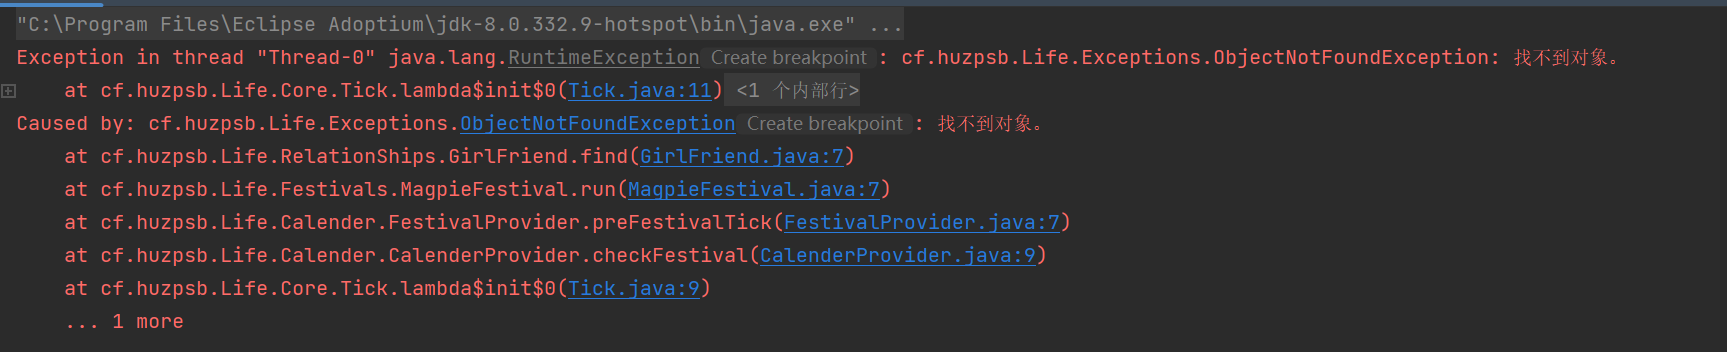 "C:\Program Files\Eclipse Adoptium\jdk-8.0.332.9-hotspot\bin\java.exe" ...
Exception in thread "Thread-0" java.lang.RuntimeException Create breakpoint : cf.huzpsb.Life.Exceptions.ObjectNotFoundException: 找不到对象。
at cf.huzpsb.Life.Core.Tick.lambda$init$0(Tick.java:11) <1 个内部行>
Caused by: cf.huzpsb.Life.Exceptions.ObjectNotFoundException Create breakpoint : 找不到对象。
at cf.huzpsb.Life.RelationShips.GirlFriend.find(GirlFriend.java:7)
at cf.huzpsb.Life.Festivals.MagpieFestival.run(MagpieFestival.java:7)
at cf.huzpsb.Life.Calender.FestivalProvider.preFestivalTick(FestivalProvider.java:7)
at cf.huzpsb.Life.Calender.CalenderProvider.checkFestival(CalenderProvider.java:9)
at cf.huzpsb.Life.Core.Tick.lambda$init$0(Tick.java:9)
... 1 more